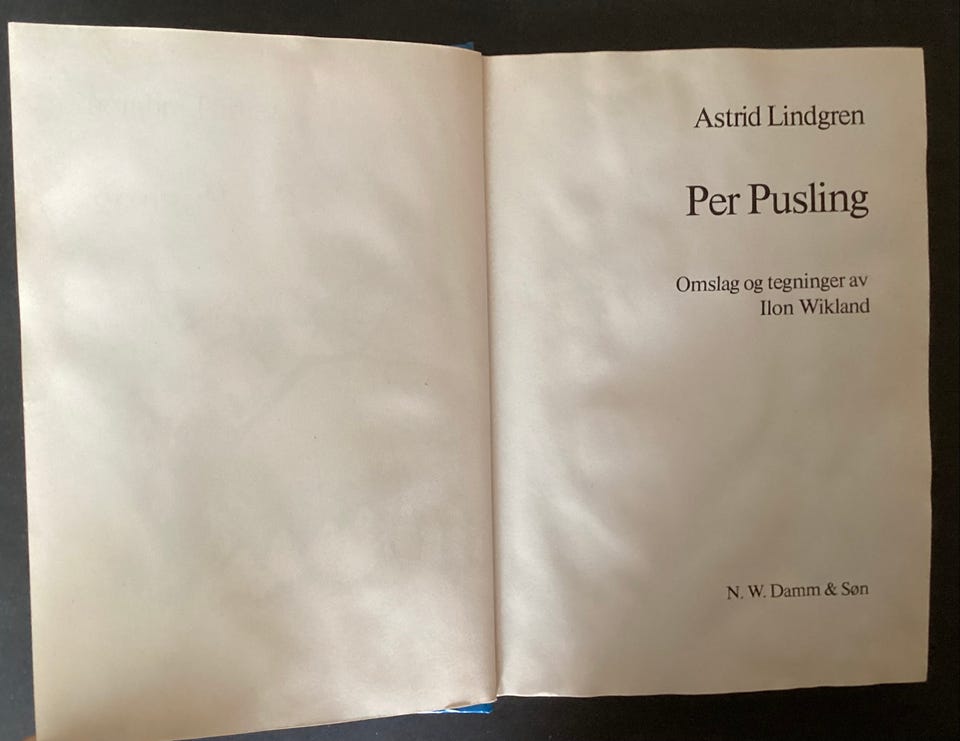 Astrid Lindgren
Per Pusling
Omslag og tegninger av
Ilon Wikland
N. W. Damm & Søn